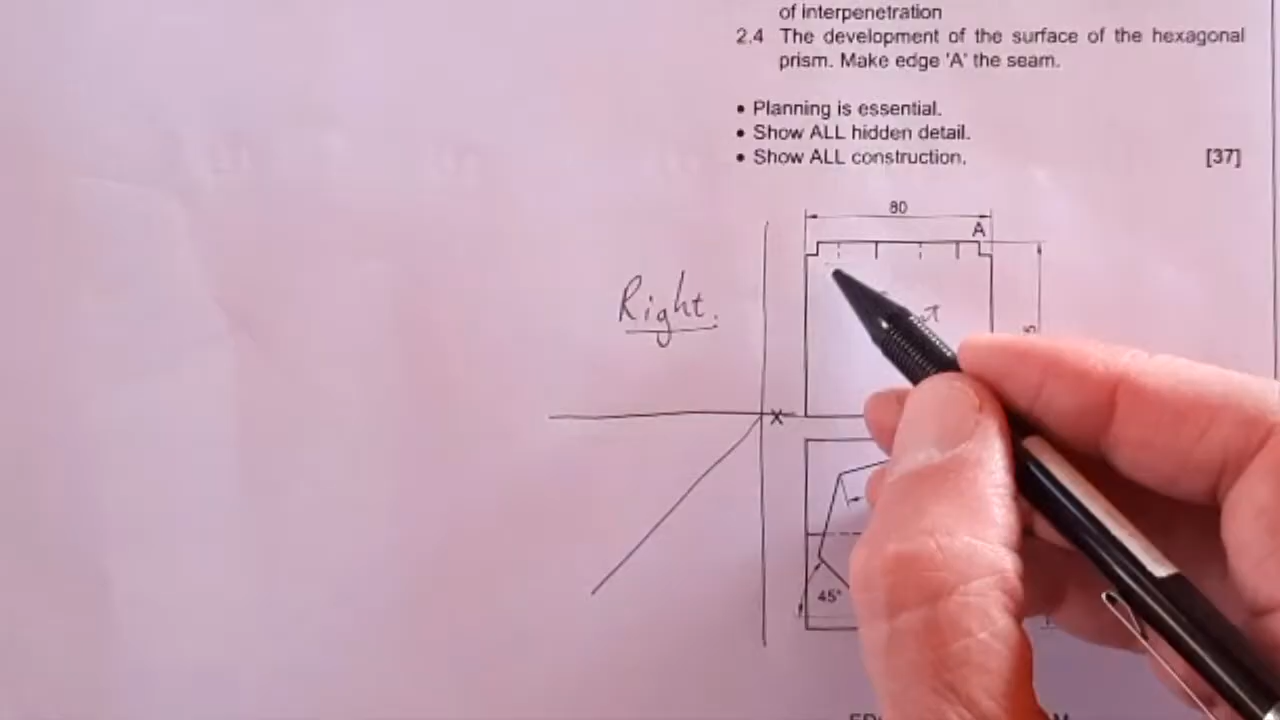 of interpenetration
2.4 The development of the surface of the hexagonal
prism. Make edge 'A' the seam.
• Planning is essential.
• Show ALL hidden detail.
• Show ALL construction. [37]
80
A
Right.
X
45°